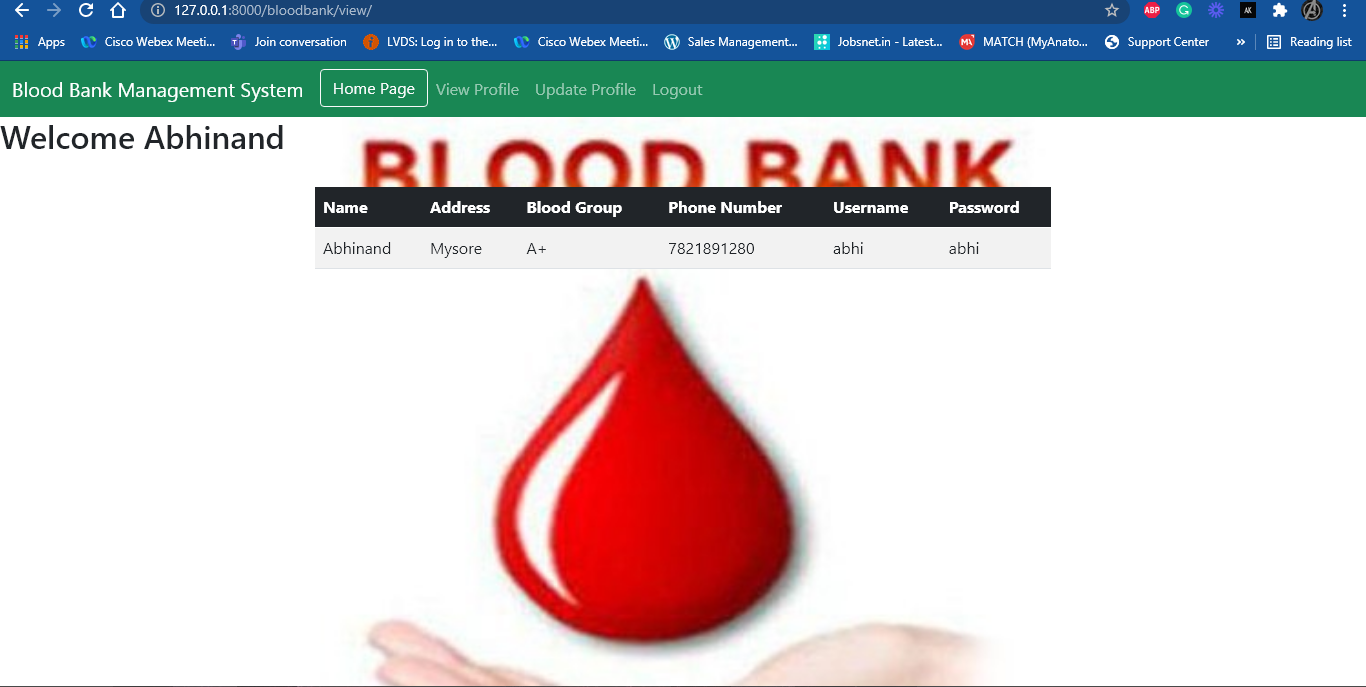 127.0.0.1:8000/bloodbank/view/
ABP G AK
Apps Cisco Webex Meeti... Join conversation LVDS: Log in to the... Cisco Webex Meeti... Sales Management... Jobsnet.in - Latest... MATCH (MyAnato... Support Center » Reading list
Blood Bank Management System Home Page View Profile Update Profile Logout
Welcome Abhinand
BLOOD BANK
Name Address Blood Group Phone Number Username Password
Abhinand Mysore A+ 7821891280 abhi abhi